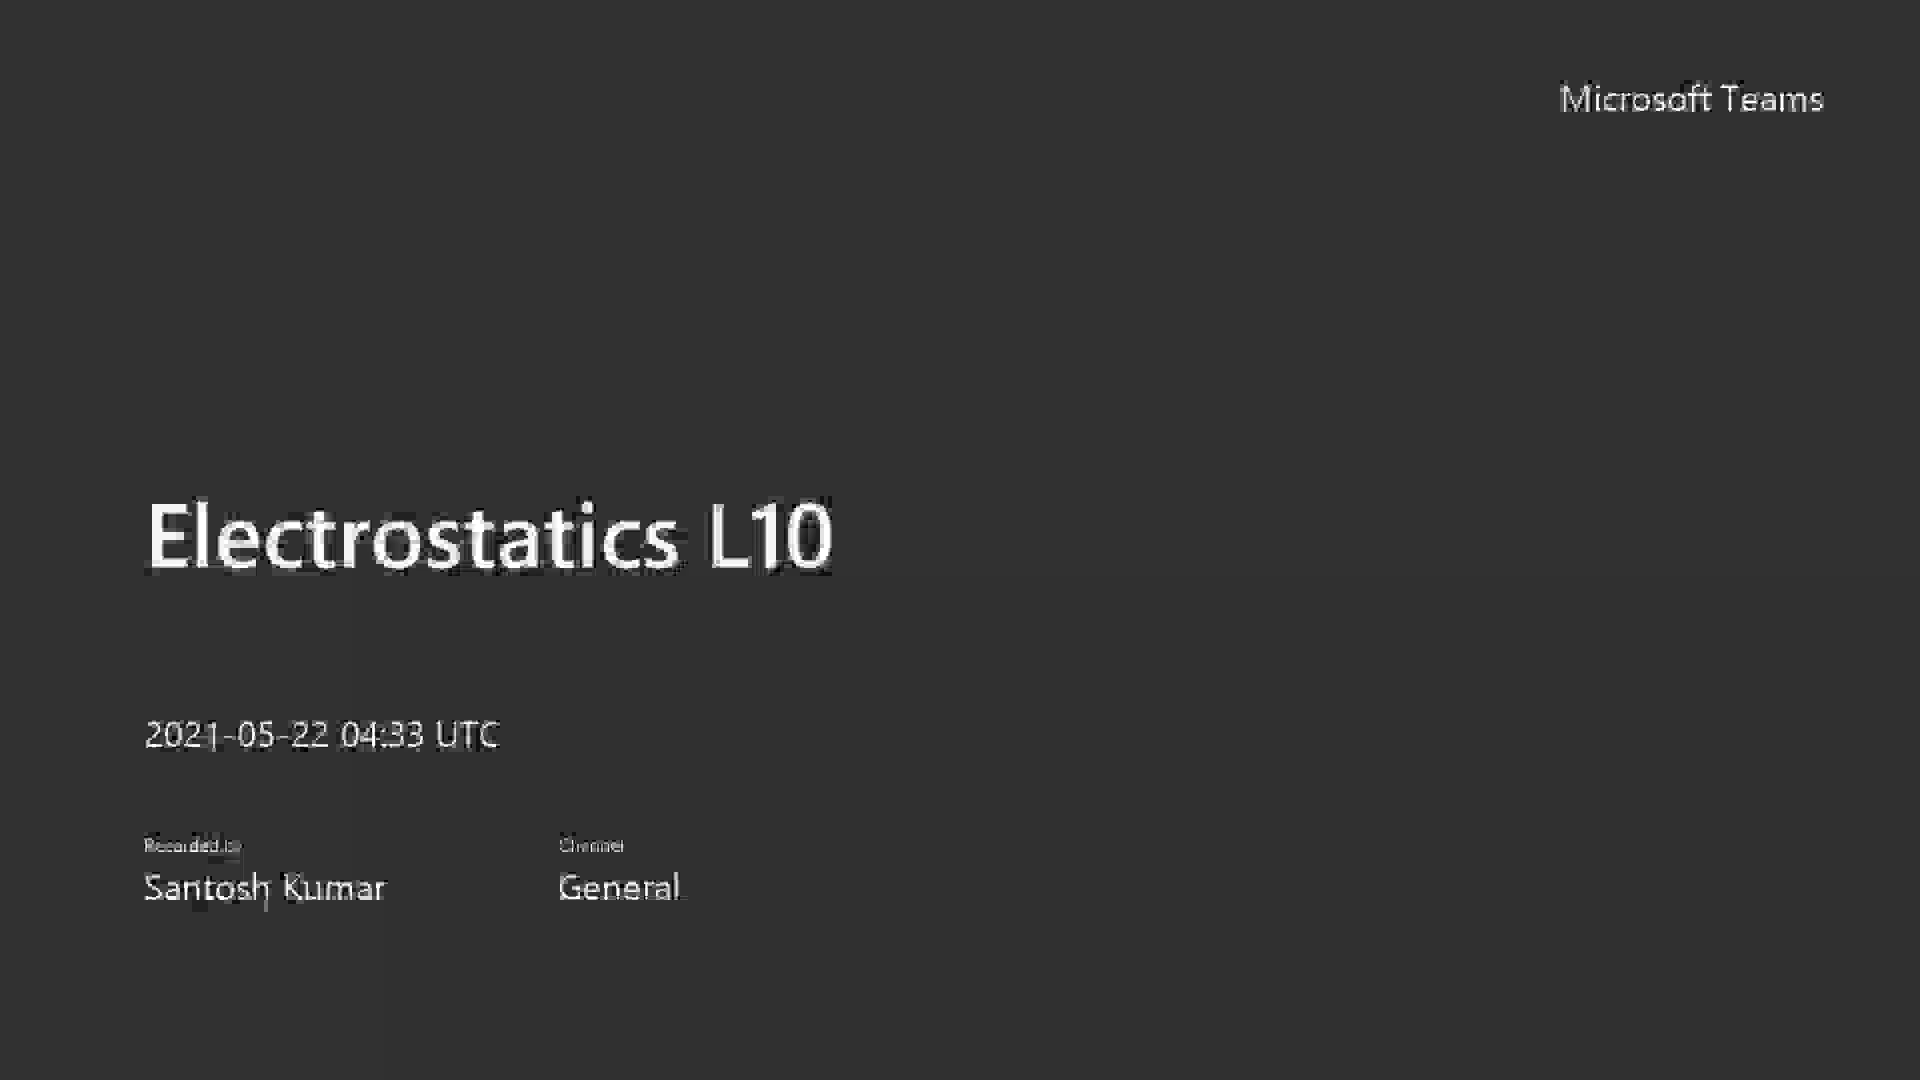 Microsoft Teams
Electrostatics L10
2021-05-22 04:33 UTC
Recorded by
Channel
Santosh Kumar
General